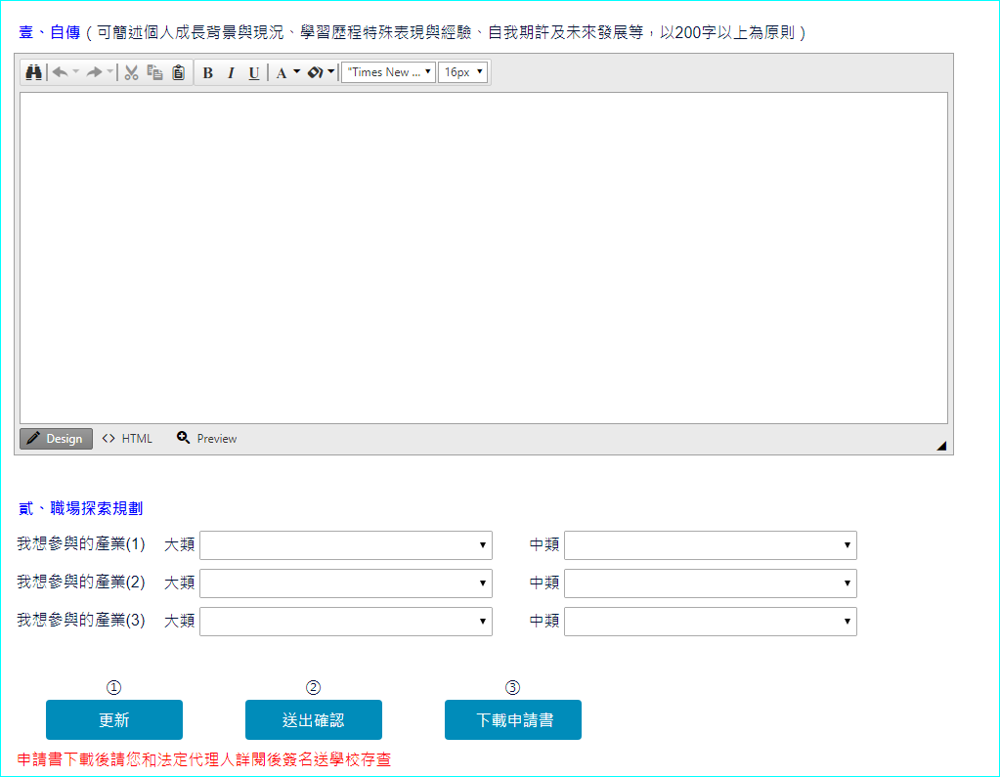 壹、自傳（可簡述個人成長背景與現況、學習歷程特殊表現與經驗、自我期許及未來發展等，以200字以上為原則）
B I U A "Times New ... 16px
Design HTML Preview
貳、職場探索規劃
我想參與的產業(1) 大類 中類
我想參與的產業(2) 大類 中類
我想參與的產業(3) 大類 中類
① ② ③
更新 送出確認 下載申請書
申請書下載後請您和法定代理人詳閱後簽名送學校存查